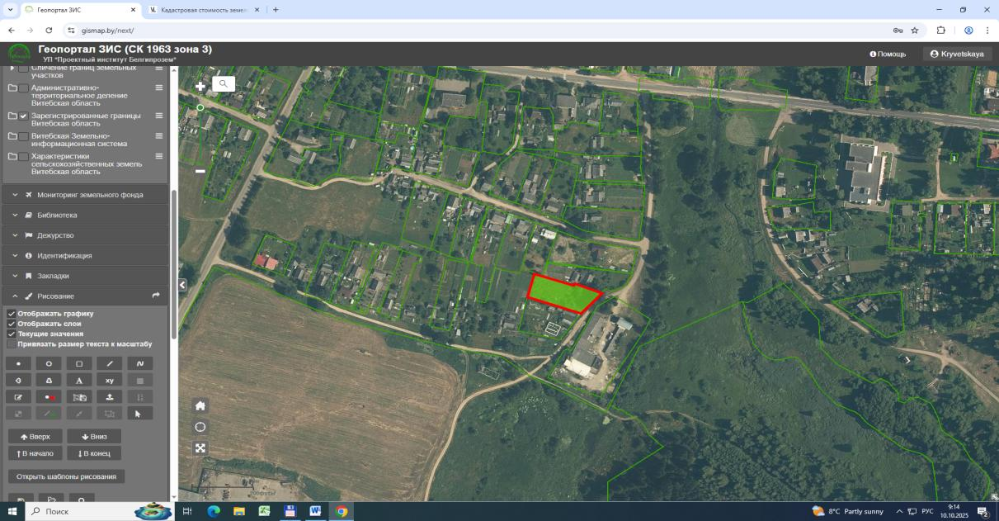 Геопортал ЗИС
Кадастровая стоимость земел
gismap.by/next/
Геопортал ЗИС (СК 1963 зона 3)
УП "Проектный институт Белгипрозем"
Помощь
Kryvetskaya
Сличение границ земельных
участков
Административно-
территориальное деление
Витебская область
Зарегистрированные границы
Витебская область
Витебская Земельно-
информационная система
Характеристики
сельскохозяйственных земель
Витебская область
Мониторинг земельного фонда
Библиотека
Дежурство
Идентификация
Закладки
Рисование
Отображать графику
Отображать слои
Текущие значения
Привязать размер текста к масштабу
A
xy
Вверх
Вниз
В начало
В конец
Открыть шаблоны рисования
Поиск
8°C Partly sunny
РУС
9:14
10.10.2025
2